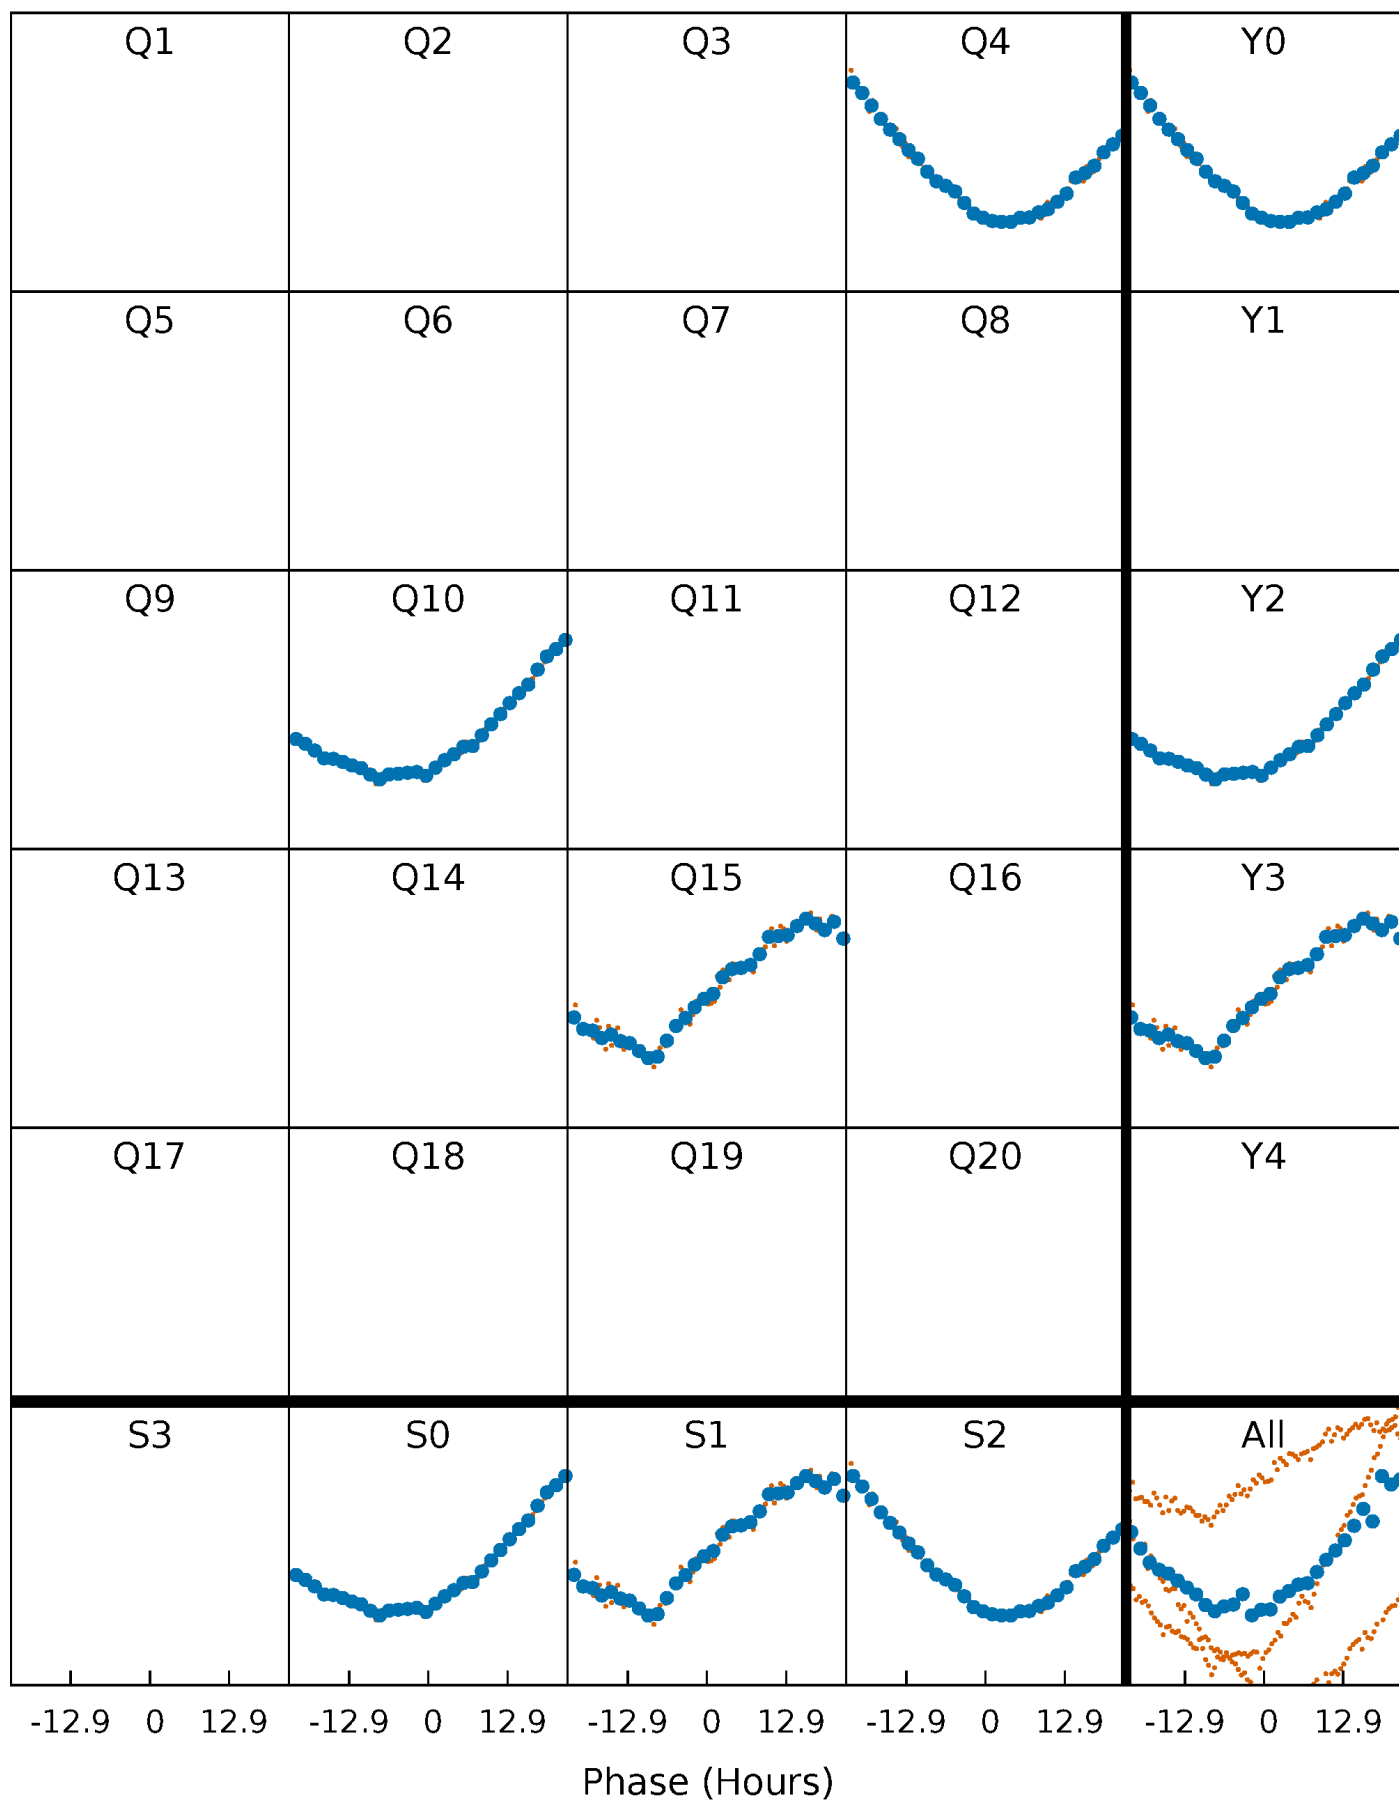 Q1 Q2 Q3 Q4 Y0
Q5 Q6 Q7 Q8 Y1
Q9 Q10 Q11 Q12 Y2
Q13 Q14 Q15 Q16 Y3
Q17 Q18 Q19 Q20 Y4
S3 S0 S1 S2 All
-12.9 0 12.9 -12.9 0 12.9 -12.9 0 12.9 -12.9 0 12.9 -12.9 0 12.9
Phase (Hours)